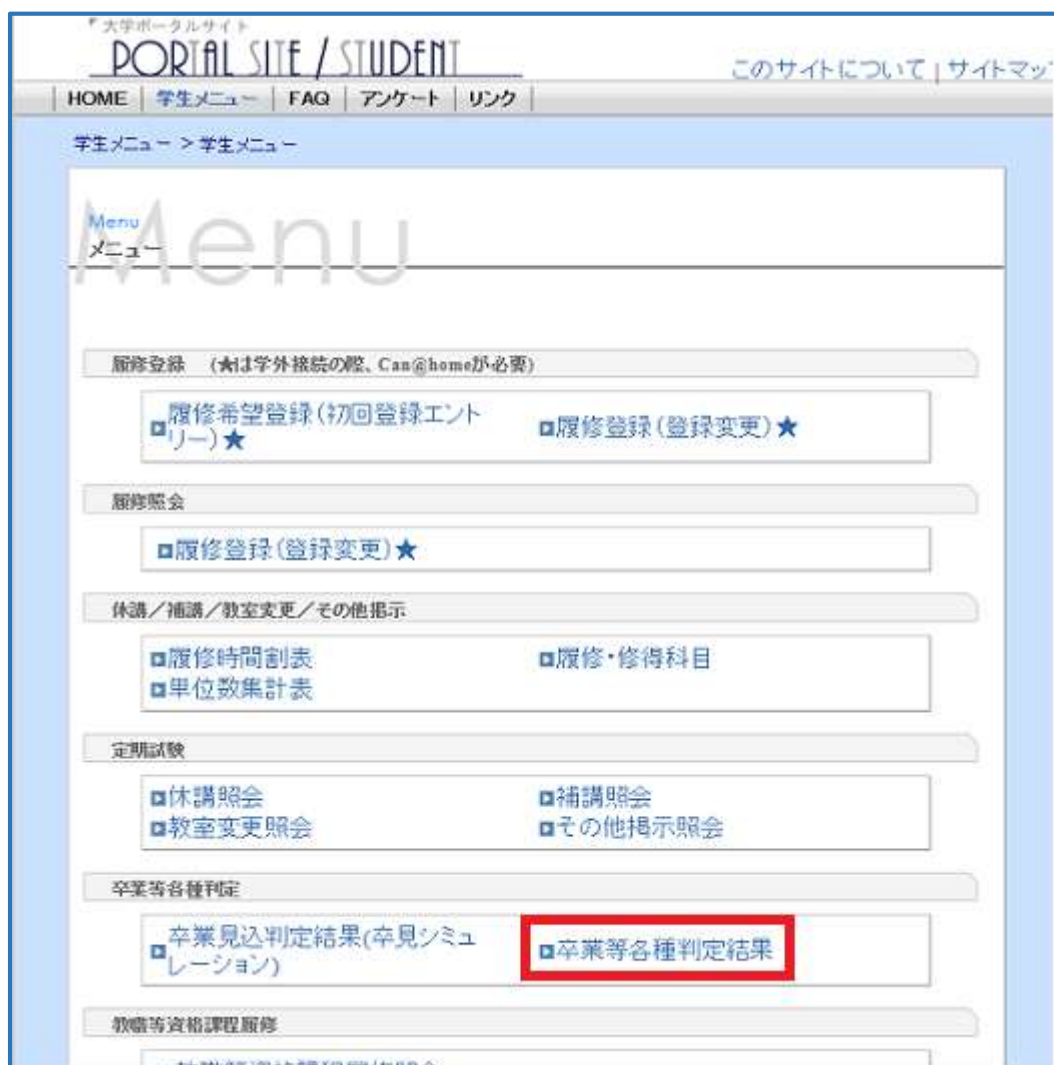 大学ポータルサイト
PORTAL SITE / STUDENT
このサイトについて | サイトマッ
HOME | 学生メニュー | FAQ | アンケート | リンク |
学生メニュー > 学生メニュー
Menu
Menu
メニュー
履修登録 (★は学外接続の際、Can@homeが必要)
履修希望登録(初回登録エント
リー)★
履修登録(登録変更)★
履修照会
履修登録(登録変更)★
休講/補講/教室変更/その他掲示
履修時間割表
履修・修得科目
単位数集計表
定期試験
休講照会
補講照会
教室変更照会
その他掲示照会
卒業等各種判定
卒業見込判定結果(卒見シミュ
レーション)
卒業等各種判定結果
教職等資格課程履修